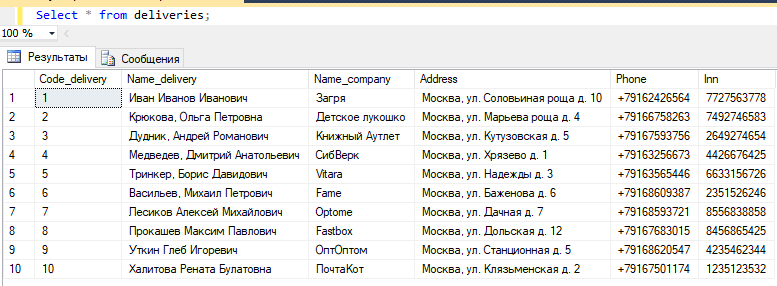 Select * from deliveries;
100 %
Результаты Сообщения
Code_delivery Name_delivery Name_company Address Phone Inn
1 1 Иван Иванов Иванович Загря Москва, ул. Соловьиная роща д. 10 +79162426564 7727563778
2 2 Крюкова, Ольга Петровна Детское лукошко Москва, ул. Марьева роща д. 4 +79166758263 7492746583
3 3 Дудник, Андрей Романович Книжный Аутлет Москва, ул. Кутузовская д. 5 +79167593756 2649274654
4 4 Медведев, Дмитрий Анатольевич СибВерк Москва, ул. Хрязево д. 1 +79163256673 4426676425
5 5 Тринкер, Борис Давидович Vitara Москва, ул. Надежды д. 3 +79163565446 6633156726
6 6 Васильев, Михаил Петрович Fame Москва, ул. Баженова д. 6 +79168609387 2351526246
7 7 Лесиков Алексей Михайлович Optome Москва, ул. Дачная д. 7 +79168593721 8556838858
8 8 Прокашев Максим Павлович Fastbox Москва, ул. Дольская д. 12 +79167683015 8456865425
9 9 Уткин Глеб Игоревич ОптОптом Москва, ул. Станционная д. 5 +79168620547 4235462344
10 10 Халитова Рената Булатовна ПочтаКот Москва, ул. Клязьменская д. 2 +79167501174 1235123532